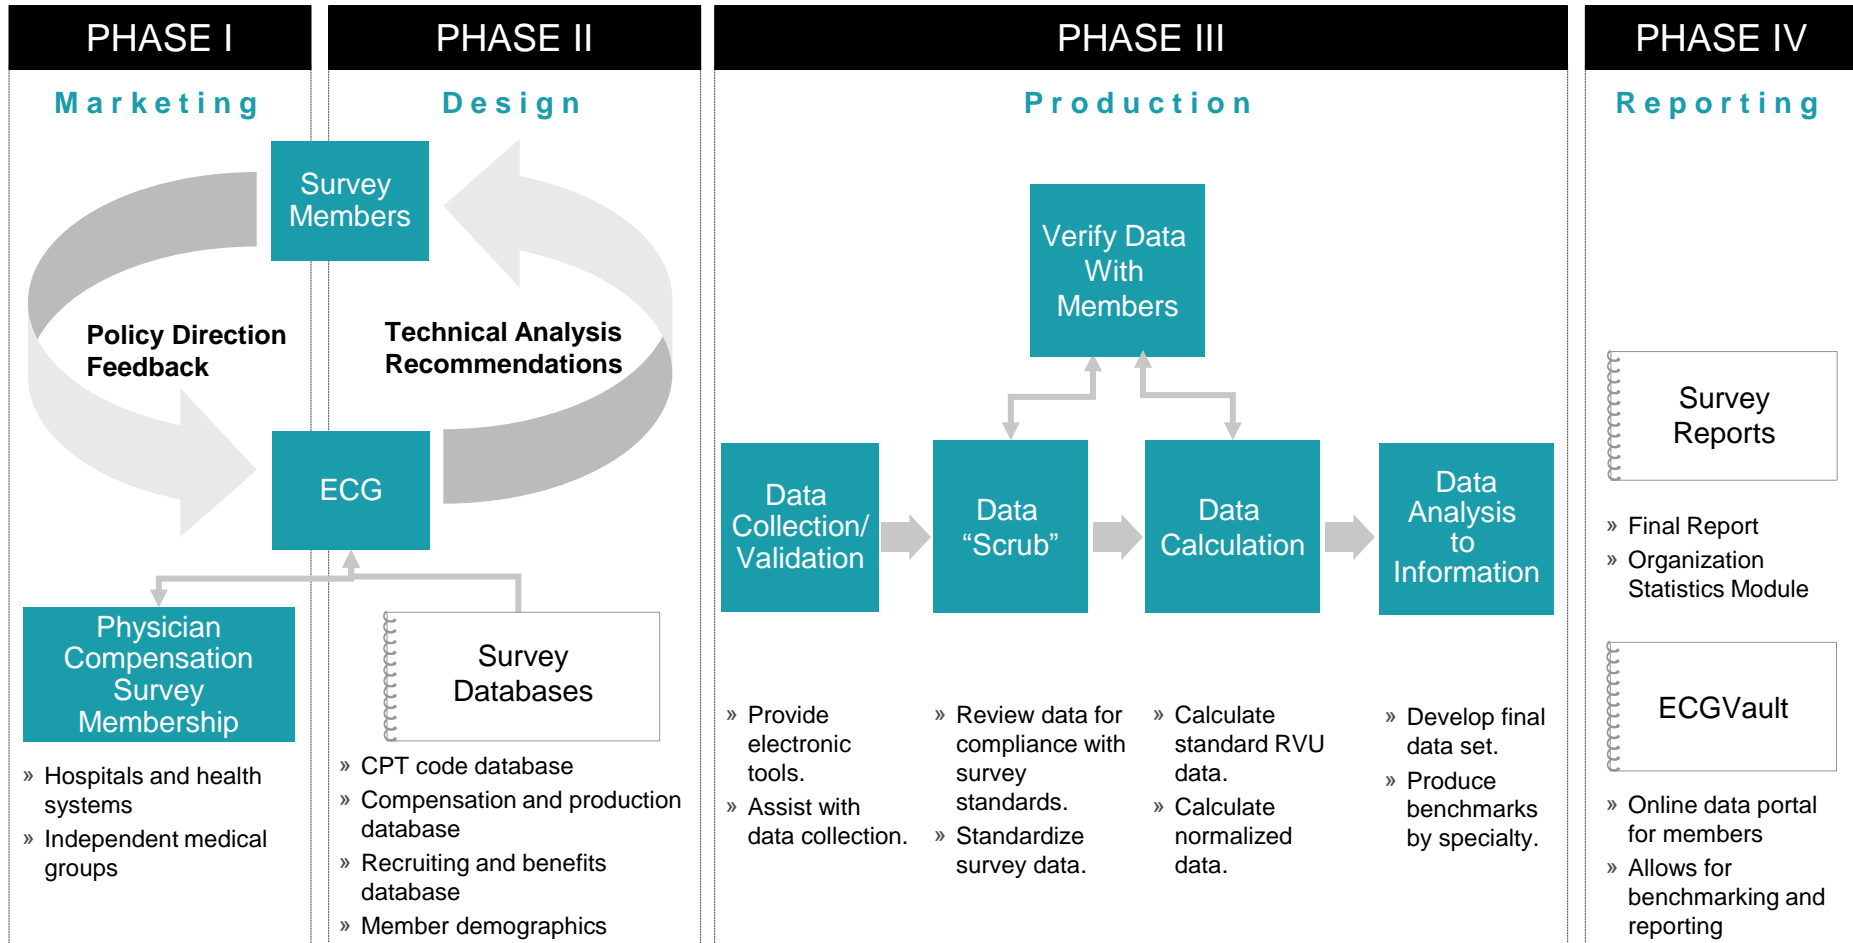 PHASE I
Marketing
PHASE II
Design
Survey
Members
Policy Direction
Feedback
Technical Analysis
Recommendations
ECG
Physician
Compensation
Survey
Membership
» Hospitals and health
systems
» Independent medical
groups
Survey
Databases
» CPT code database
» Compensation and production
database
» Recruiting and benefits
database
» Member demographics
PHASE III
Production
Verify Data
With
Members
Data
Collection/
Validation
Data
“Scrub”
Data
Calculation
Data
Analysis
to
Information
» Provide
electronic
tools.
» Assist with
data collection.
» Review data for
compliance with
survey
standards.
» Standardize
survey data.
» Calculate
standard RVU
data.
» Calculate
normalized
data.
» Develop final
data set.
» Produce
benchmarks
by specialty.
PHASE IV
Reporting
Survey
Reports
» Final Report
» Organization
Statistics Module
ECGVault
» Online data portal
for members
» Allows for
benchmarking and
reporting